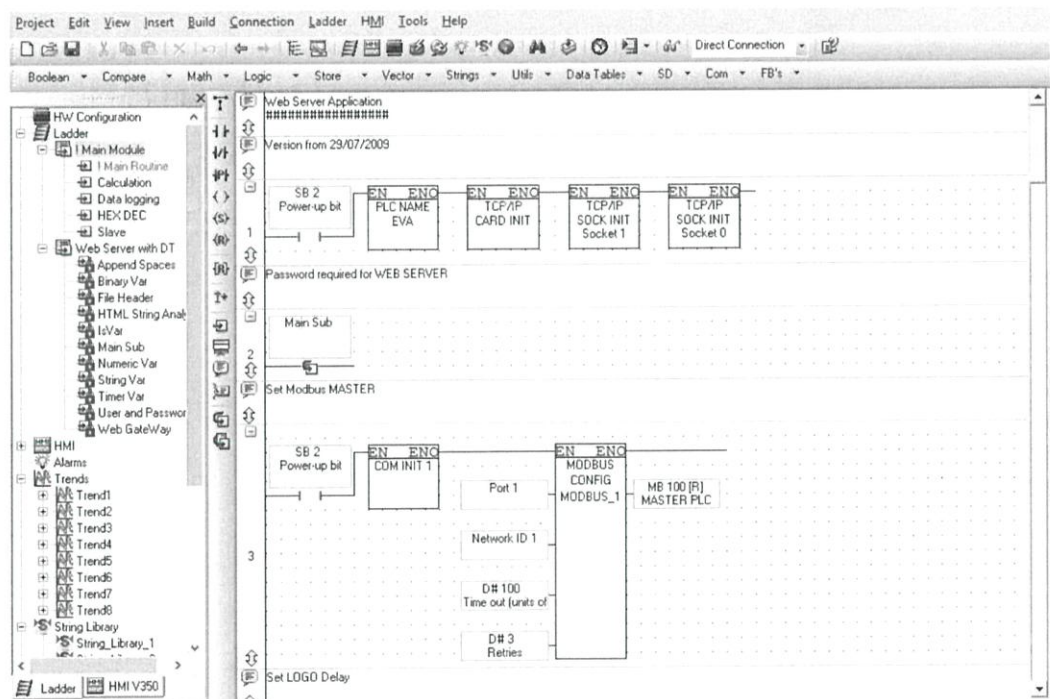 Project Edit View Insert Build Connection Ladder HMI Tools Help
Direct Connection
Boolean Compare Math Logic Store Vector Strings Utils Data Tables SD Com FB's
HW Configuration
Ladder
! Main Module
! Main Routine
Calculation
Data logging
HEX DEC
Slave
Web Server with DT
Append Spaces
Binary Var
File Header
HTML String Anal
IsVar
Main Sub
Numeric Var
String Var
Timer Var
User and Passwor
Web GateWay
HMI
Alarms
Trends
Trend1
Trend2
Trend3
Trend4
Trend5
Trend6
Trend7
Trend8
String Library
String_Library_1
Ladder HMI V350
Web Server Application
##################
Version from 29/07/2009
1
SB 2
Power-up bit
EN ENO
PLC NAME
EVA
EN ENO
TCP/IP
CARD INIT
EN ENO
TCP/IP
SOCK INIT
Socket 1
EN ENO
TCP/IP
SOCK INIT
Socket 0
Password required for WEB SERVER
2
Main Sub
Set Modbus MASTER
3
SB 2
Power-up bit
EN ENO
COM INIT 1
EN ENO
MODBUS
CONFIG
MODBUS_1
Port 1
MB 100 [R]
MASTER PLC
Network ID 1
D# 100
Time out (units of
D# 3
Retries
Set LOGO Delay